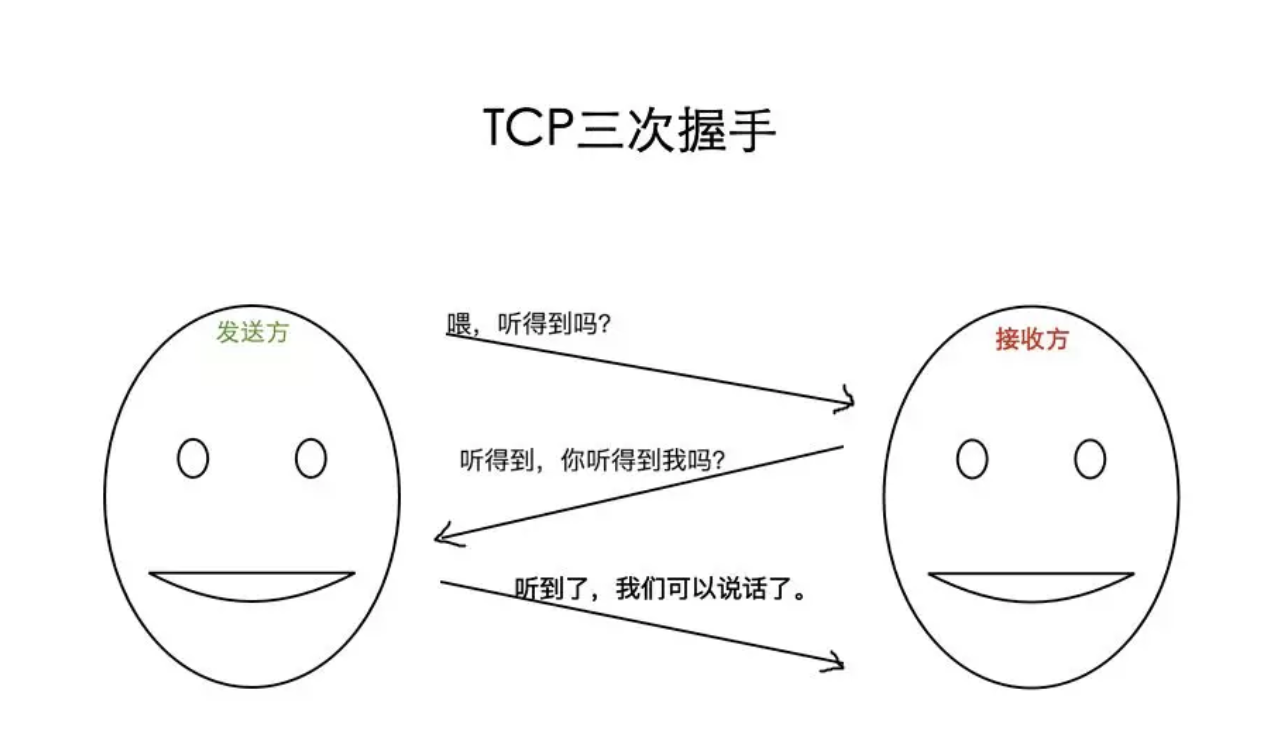 TCP三次握手
发送方
接收方
喂，听得到吗？
听得到，你听得到我吗？
听到了，我们可以说话了。